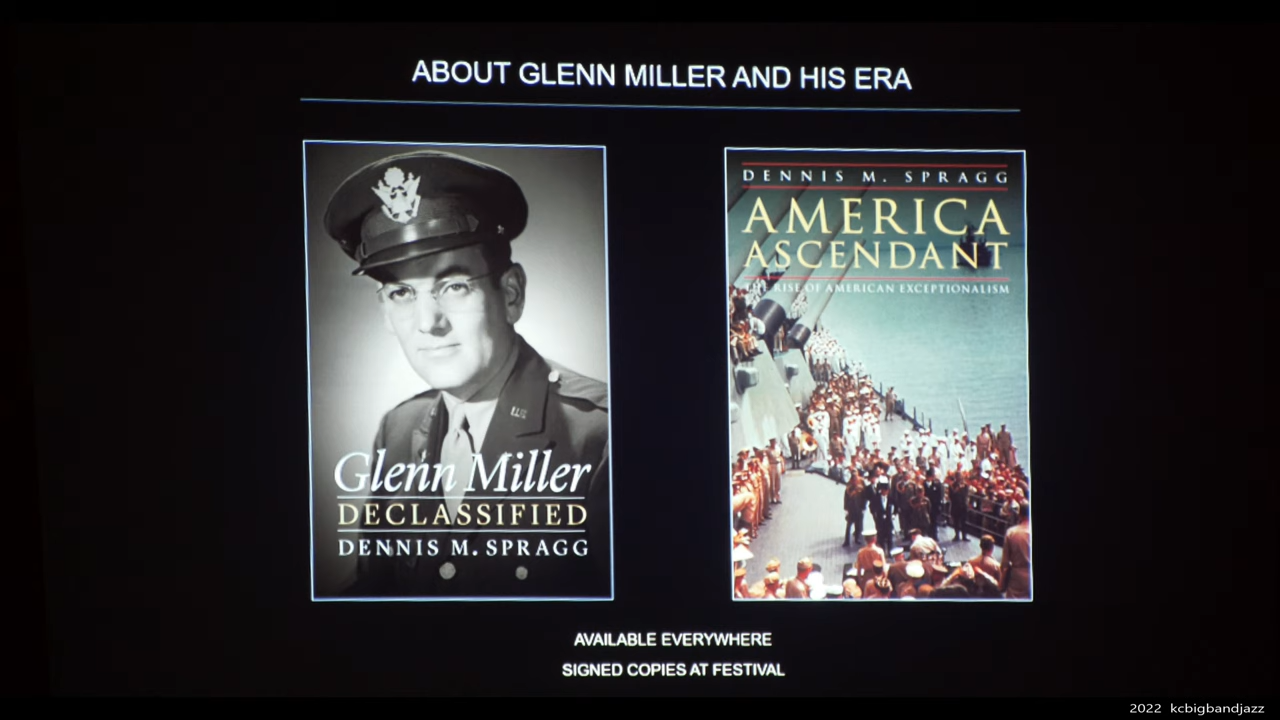 ABOUT GLENN MILLER AND HIS ERA
Glenn Miller
DECLASSIFIED
DENNIS M. SPRAGG
DENNIS M. SPRAGG
AMERICA
ASCENDANT
THE RISE OF AMERICAN EXCEPTIONALISM
AVAILABLE EVERYWHERE
SIGNED COPIES AT FESTIVAL
2022 kcbigbandjazz